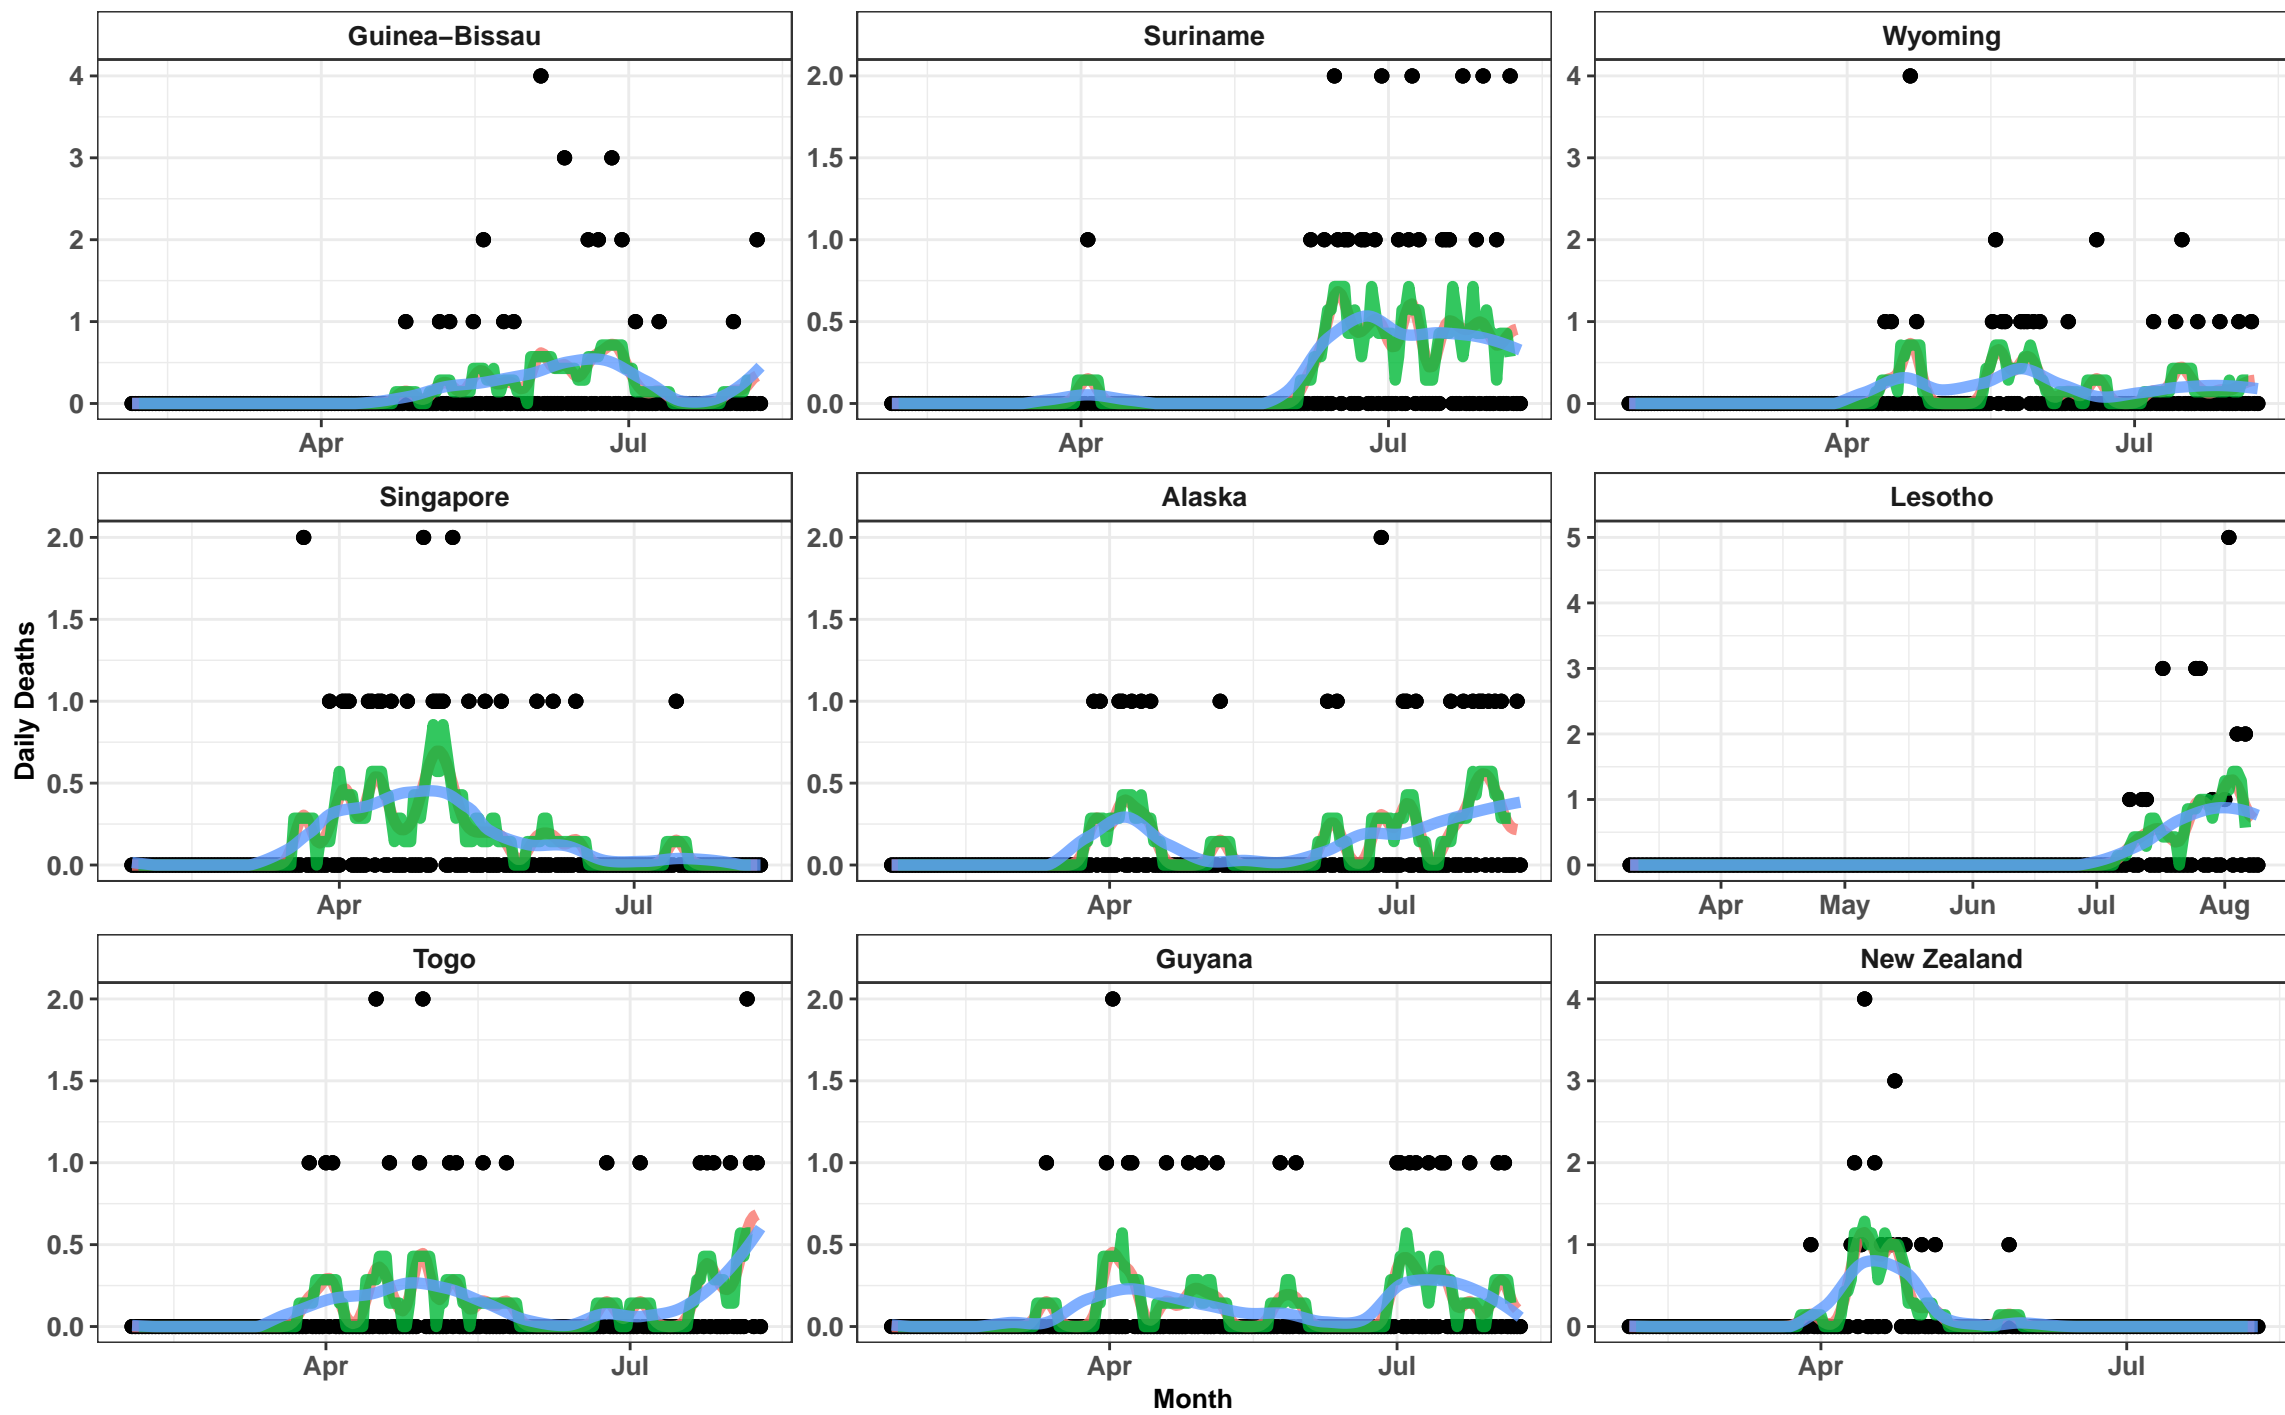 Guinea−Bissau
Suriname
Wyoming
4
3
2
1
0
2.0
1.5
1.0
0.5
0.0
4
3
2
1
0
Apr
Jul
Apr
Jul
Apr
Jul
Singapore
Alaska
Lesotho
Daily Deaths
2.0
1.5
1.0
0.5
0.0
2.0
1.5
1.0
0.5
0.0
5
4
3
2
1
0
Apr
Jul
Apr
Jul
Apr
May
Jun
Jul
Aug
Togo
Guyana
New Zealand
2.0
1.5
1.0
0.5
0.0
2.0
1.5
1.0
0.5
0.0
4
3
2
1
0
Apr
Jul
Apr
Jul
Apr
Jul
Month